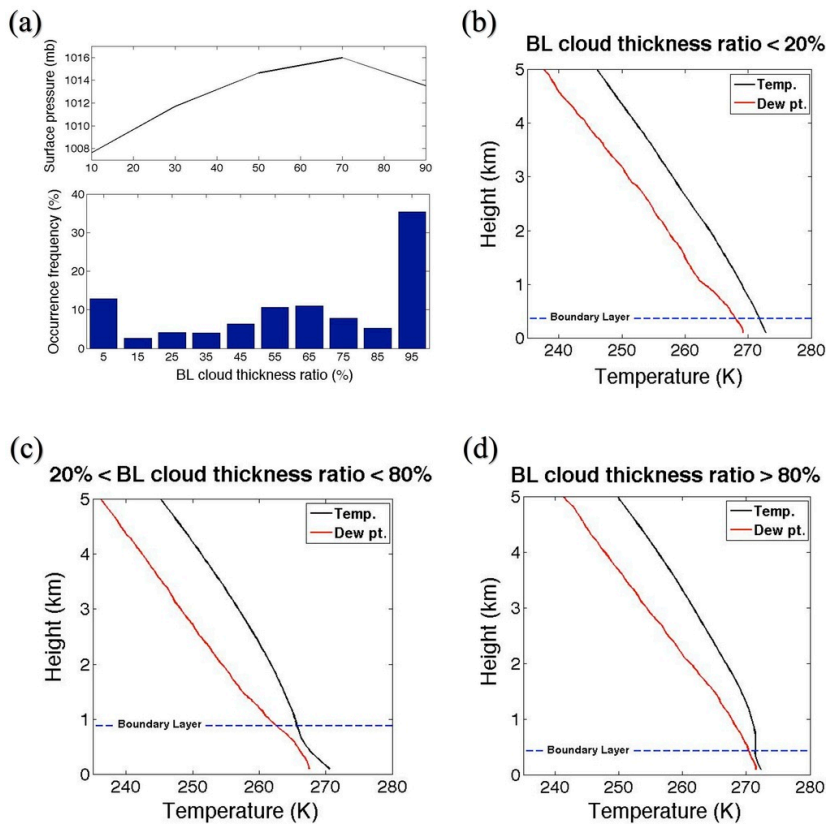 (a)
Surface pressure (mb)
1016
1014
1012
1010
1008
10 20 30 40 50 60 70 80 90
Occurrence frequency (%)
40
30
20
10
0
5 15 25 35 45 55 65 75 85 95
BL cloud thickness ratio (%)
(b)
BL cloud thickness ratio < 20%
5
4
3
2
1
0
Height (km)
Temp.
Dew pt.
Boundary Layer
240 250 260 270 280
Temperature (K)
(c)
20% < BL cloud thickness ratio < 80%
5
4
3
2
1
0
Height (km)
Temp.
Dew pt.
Boundary Layer
240 250 260 270 280
Temperature (K)
(d)
BL cloud thickness ratio > 80%
5
4
3
2
1
0
Height (km)
Temp.
Dew pt.
Boundary Layer
240 250 260 270 280
Temperature (K)